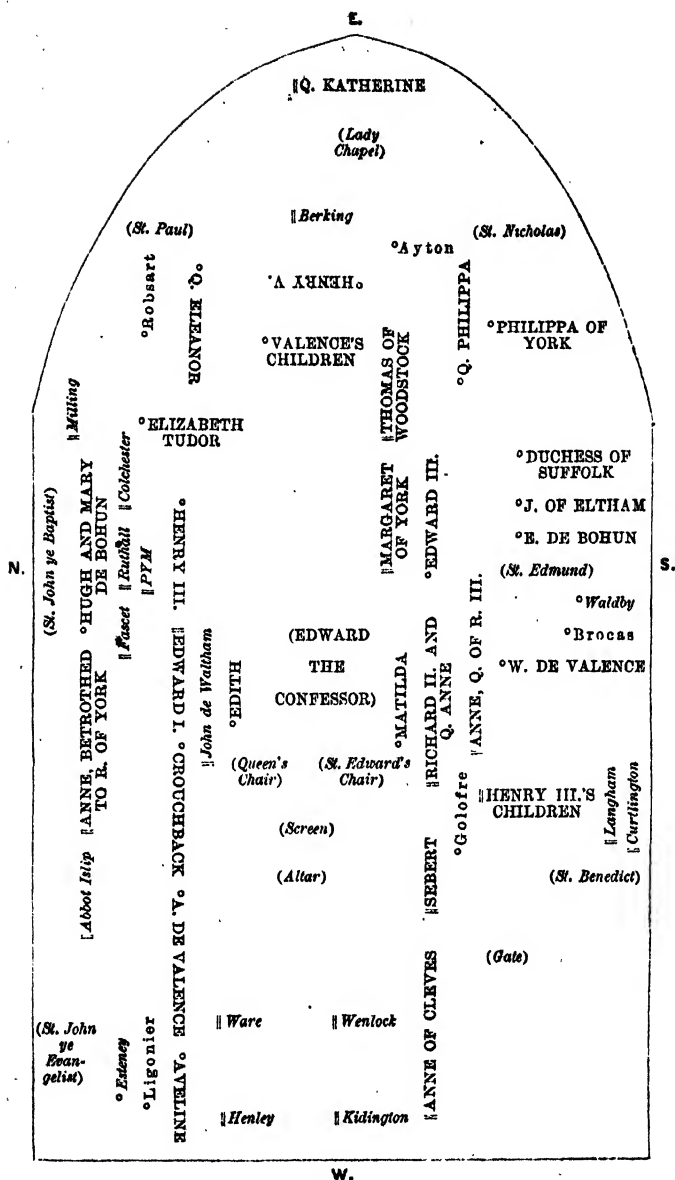 E.
‖Q. KATHERINE
(Lady
Chapel)
‖Berking
(St. Paul)
(St. Nicholas)
°Ayton
°Robsart
°Q. ELEANOR
°HENRY V.
°Q. PHILIPPA
°VALENCE'S
CHILDREN
‖THOMAS OF
WOODSTOCK
°PHILIPPA OF
YORK
‖Milling
°ELIZABETH
TUDOR
‖Colchester
°DUCHESS OF
SUFFOLK
°J. OF ELTHAM
°E. DE BOHUN
(St. John ye Baptist)
°HUGH AND MARY
DE BOHUN
‖Ruthall
‖PYM
°HENRY III.
‖MARGARET
OF YORK
°EDWARD III.
N.
S.
(St. Edmund)
°Waldby
°Brocas
°W. DE VALENCE
‖Fascet
‖EDWARD I.
‖John de Waltham
°EDITH
(EDWARD
THE
CONFESSOR)
°MATILDA
‖RICHARD II. AND
Q. ANNE
‖ANNE, Q. OF R. III.
‖ANNE, BETROTHED
TO R. OF YORK
(Queen's
Chair)
(St. Edward's
Chair)
°CROUCHBACK
°Golofre
‖HENRY III.'S
CHILDREN
‖Langham
‖Curtlington
(Screen)
(Altar)
‖SEBERT
(St. Benedict)
‖Abbot Islip
°A. DE VALENCE
(Gate)
(St. John
ye
Evan-
gelist)
°Esteney
°Ligonier
°AVELINE
‖Ware
‖Wenlock
‖ANNE OF CLEVES
‖Henley
‖Kidington
W.